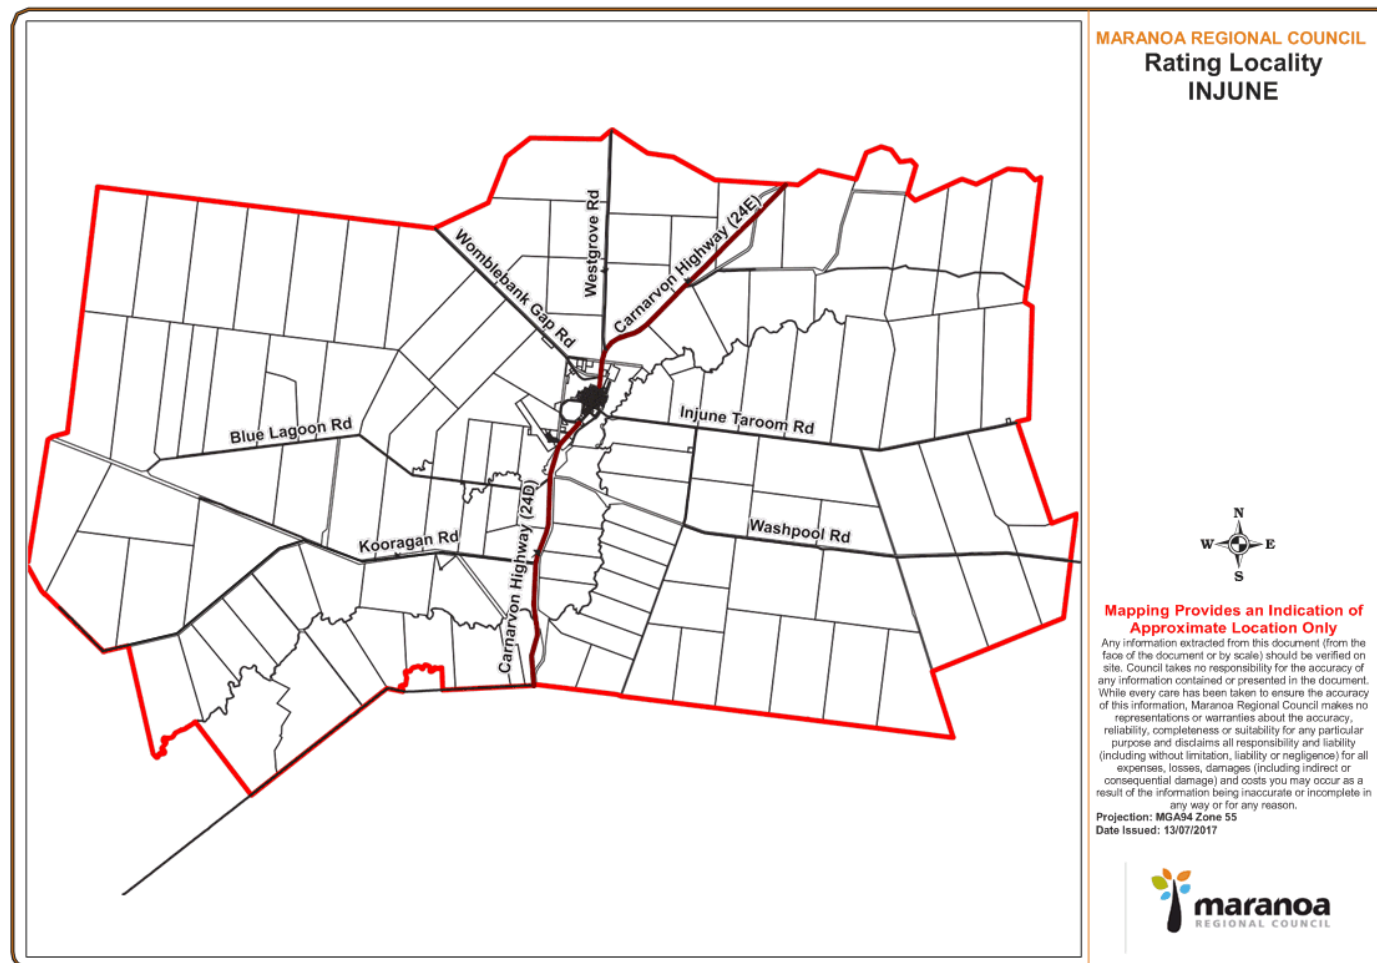 MARANOA REGIONAL COUNCIL
Rating Locality
INJUNE
Westgrove Rd
Carnarvon Highway (24E)
Womblebank Gap Rd
Injune Taroom Rd
Blue Lagoon Rd
Carnarvon Highway (24D)
Washpool Rd
Kooragan Rd
N
W
E
S
Mapping Provides an Indication of
Approximate Location Only
Any information extracted from this document (from the
face of the document or by scale) should be verified on
site. Council takes no responsibility for the accuracy of
any information contained or presented in the document.
While every care has been taken to ensure the accuracy
of this information, Maranoa Regional Council makes no
representations or warranties about the accuracy,
reliability, completeness or suitability for any particular
purpose and disclaims all responsibility and liability
(including without limitation, liability or negligence) for all
expenses, losses, damages (including indirect or
consequential damage) and costs you may occur as a
result of the information being inaccurate or incomplete in
any way or for any reason.
Projection: MGA94 Zone 55
Date Issued: 13/07/2017
maranoa
REGIONAL COUNCIL